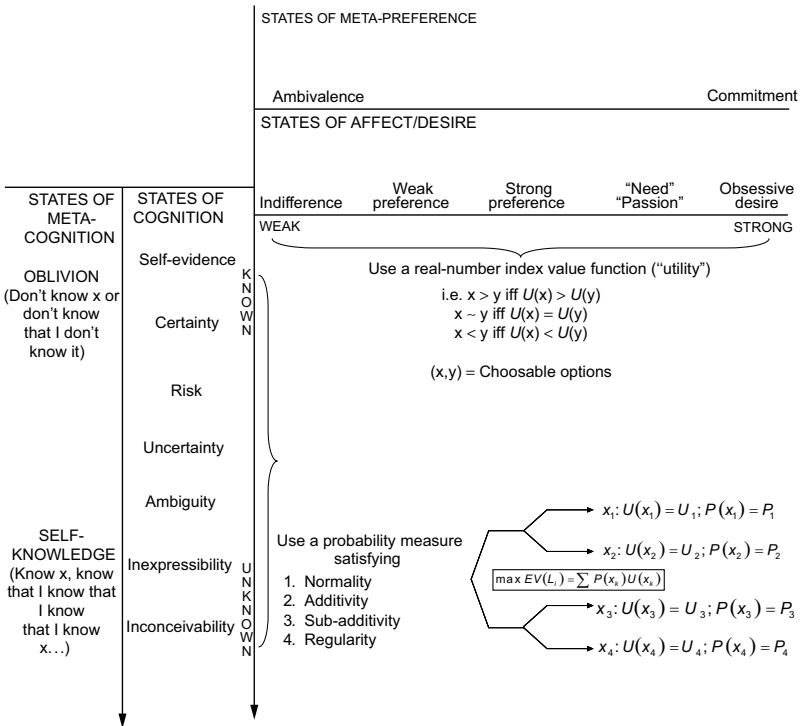 STATES OF META-PREFERENCE
Ambivalence Commitment
STATES OF AFFECT/DESIRE
Indifference Weak preference Strong preference “Need” “Passion” Obsessive desire
WEAK STRONG
STATES OF
META-
COGNITION
STATES OF
COGNITION
OBLIVION
(Don’t know x or
don’t know
that I don’t
know it)
SELF-
KNOWLEDGE
(Know x, know
that I know that
I know
that I know
x…)
Self-evidence
Certainty
Risk
Uncertainty
Ambiguity
Inexpressibility
Inconceivability
KNOWN
UNKNOWN
Use a real-number index value function (“utility”)
i.e. x > y iff U(x) > U(y)
x ~ y iff U(x) = U(y)
x < y iff U(x) < U(y)
(x,y) = Choosable options
Use a probability measure
satisfying
1. Normality
2. Additivity
3. Sub-additivity
4. Regularity
x₁: U(x₁) = U₁; P(x₁) = P₁
x₂: U(x₂) = U₂; P(x₂) = P₂
max EV(Lᵢ) = ∑ P(xₖ)U(xₖ)
x₃: U(x₃) = U₃; P(x₃) = P₃
x₄: U(x₄) = U₄; P(x₄) = P₄